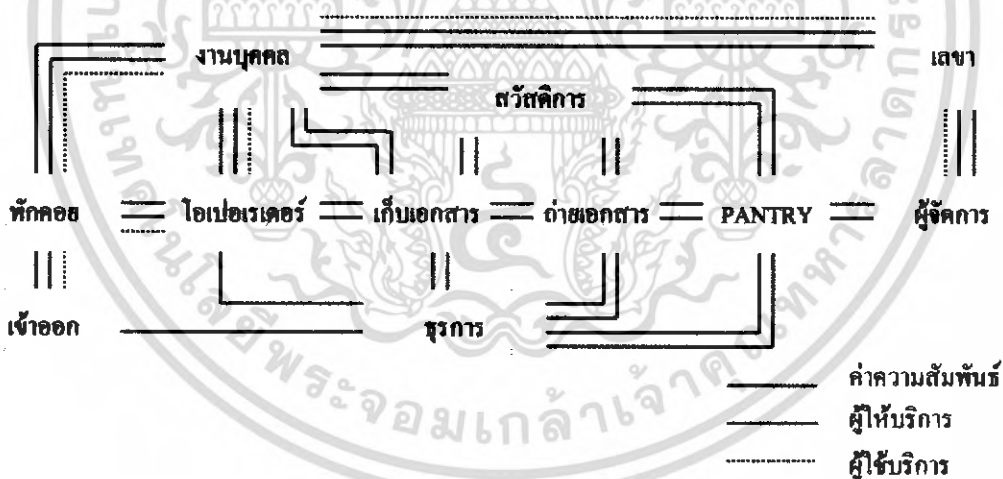 งานบุคคล เลขา
สวัสดิการ
พักคอย โอเปอเรเตอร์ เก็บเอกสาร ถ่ายเอกสาร PANTRY ผู้จัดการ
เข้าออก ธุรการ
ค่าความสัมพันธ์
ผู้ให้บริการ
ผู้ใช้บริการ